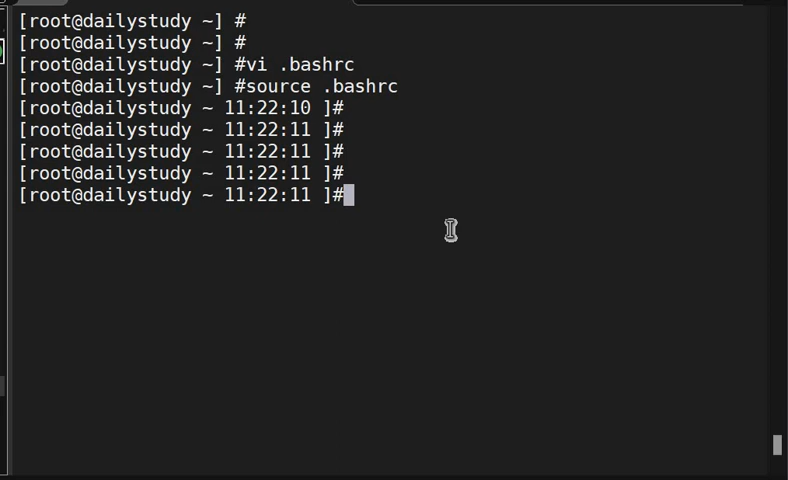 [root@dailystudy ~] #
[root@dailystudy ~] #
[root@dailystudy ~] #vi .bashrc
[root@dailystudy ~] #source .bashrc
[root@dailystudy ~ 11:22:10 ]#
[root@dailystudy ~ 11:22:11 ]#
[root@dailystudy ~ 11:22:11 ]#
[root@dailystudy ~ 11:22:11 ]#
[root@dailystudy ~ 11:22:11 ]#